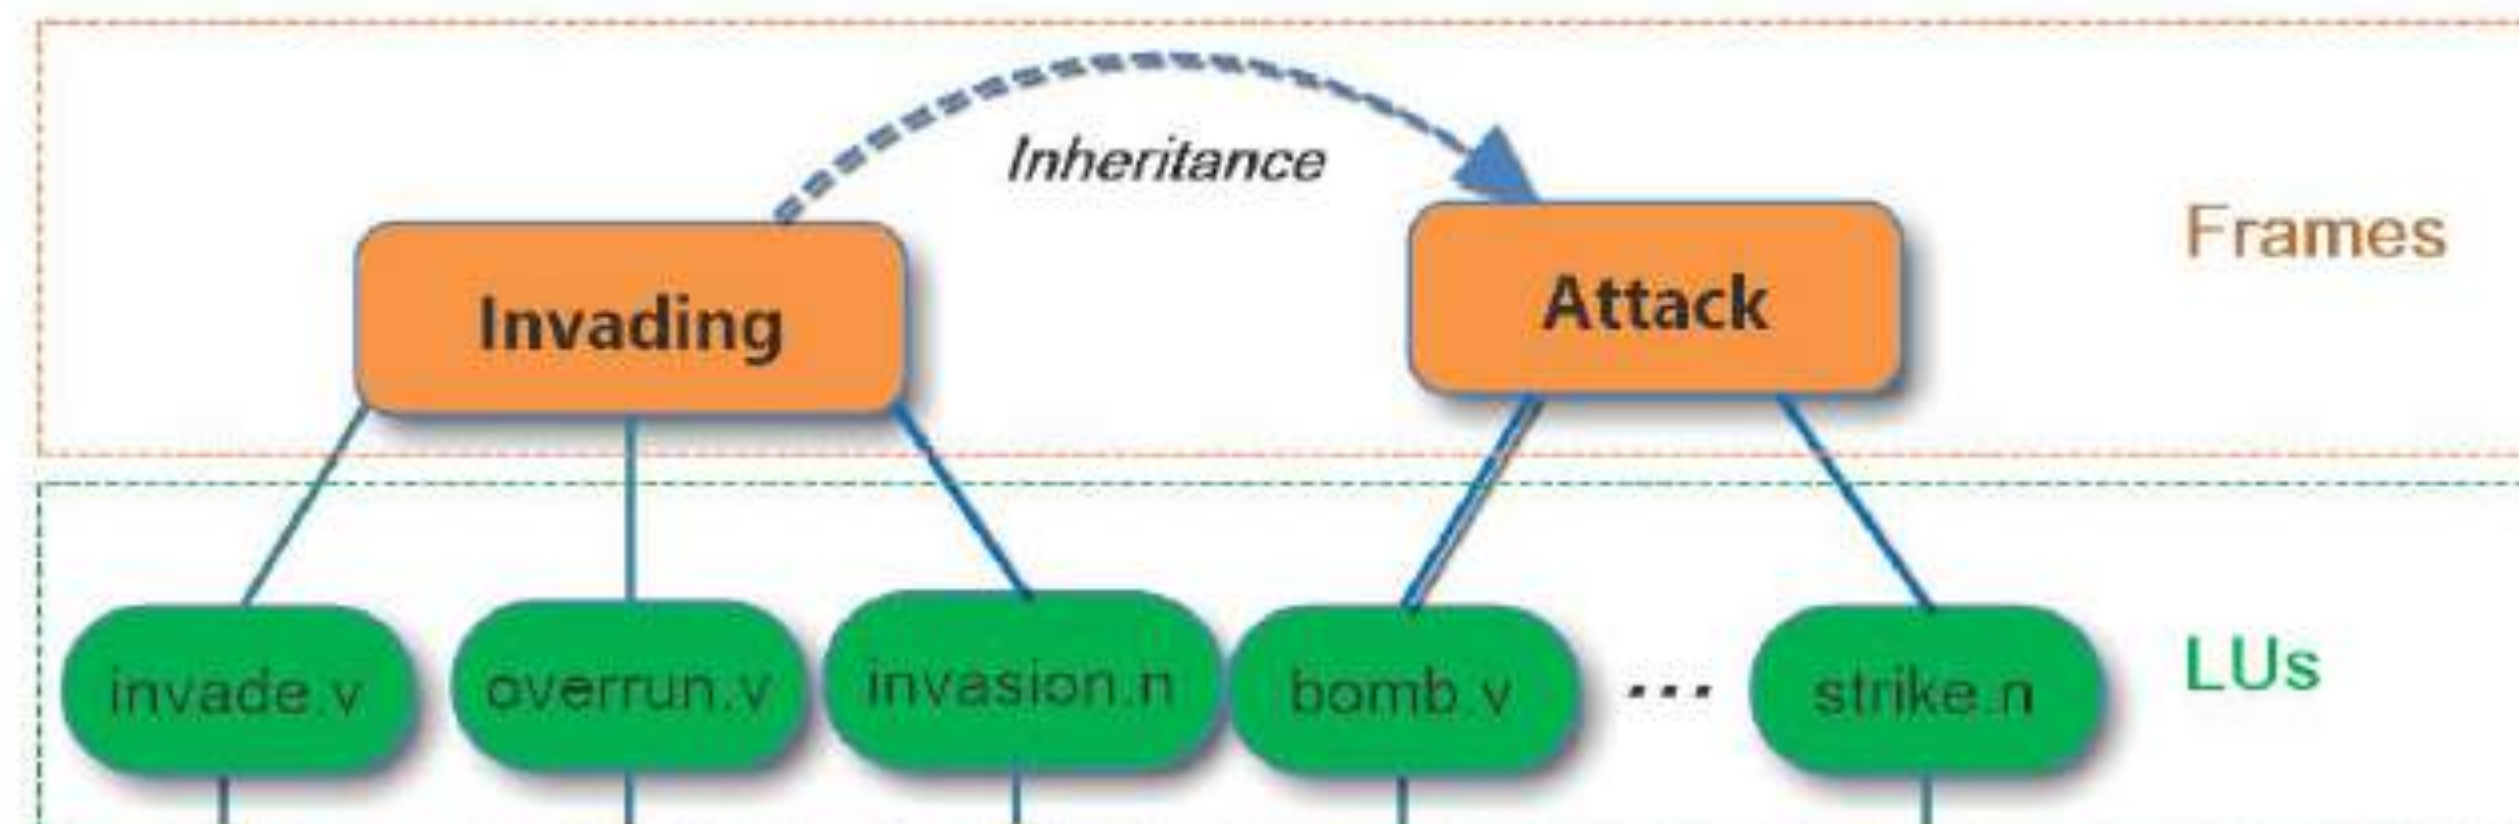 Inheritance
Invading
Attack
Frames
invade.v
overrun.v
invasion.n
bomb.v
...
strike.n
LUs